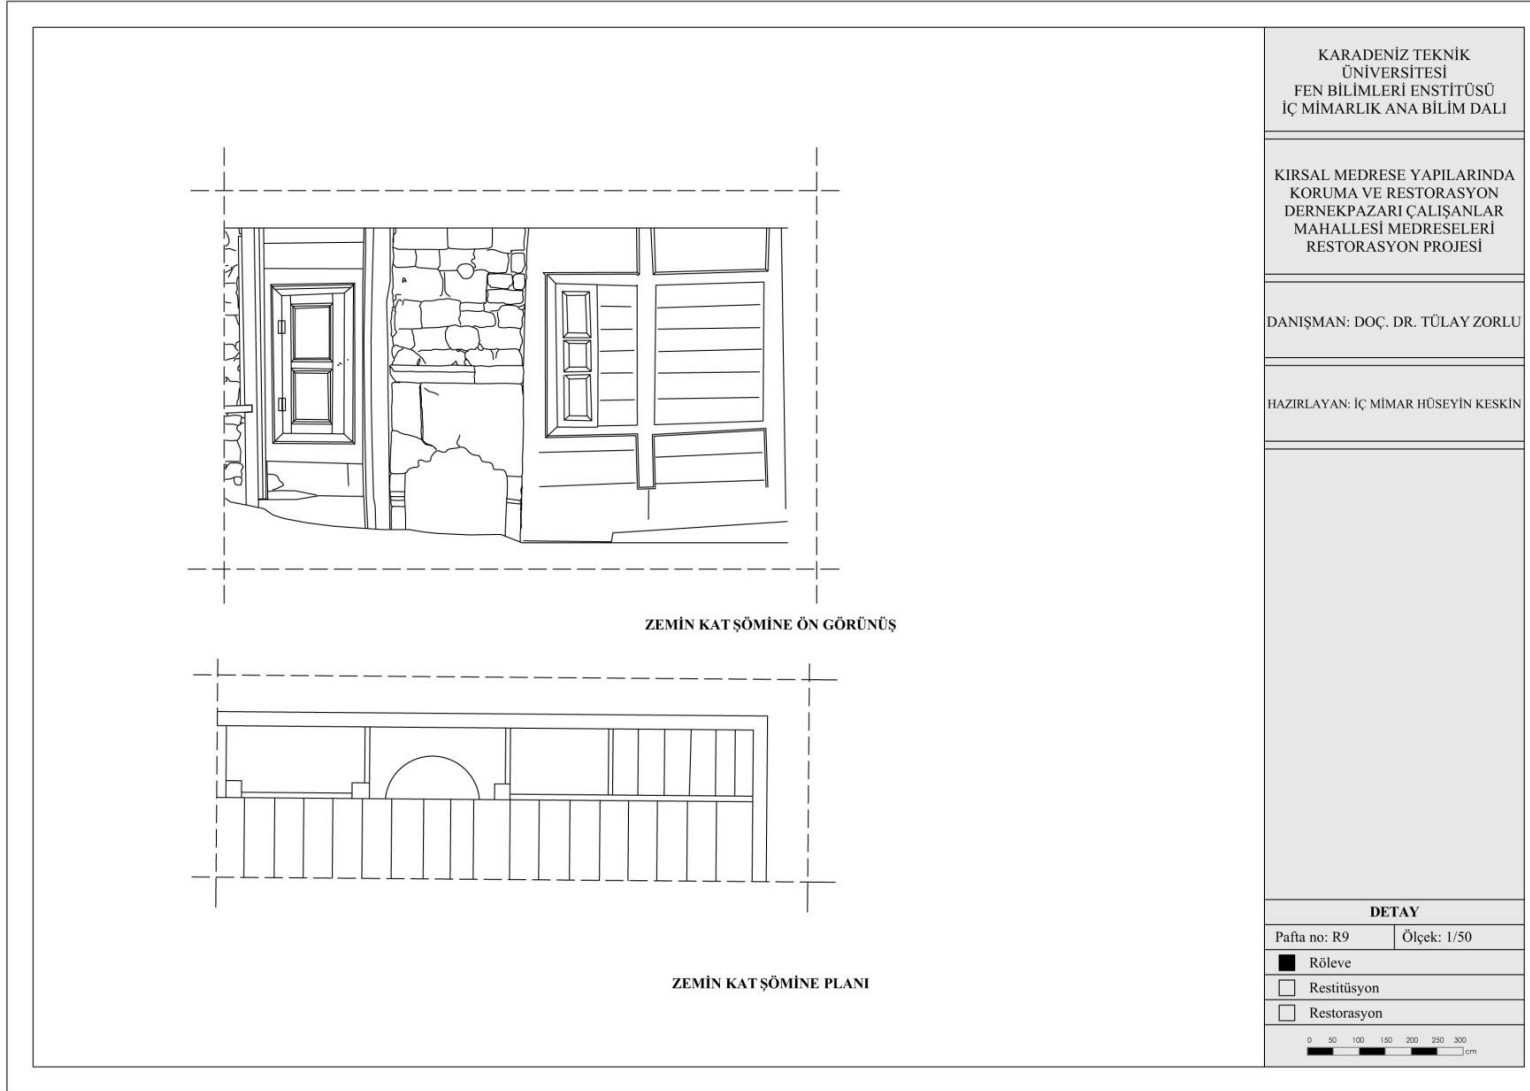 KARADENİZ TEKNİK
ÜNİVERSİTESİ
FEN BİLİMLERİ ENSTİTÜSÜ
İÇ MİMARLIK ANA BİLİM DALI
KIRSAL MEDRESE YAPILARINDA
KORUMA VE RESTORASYON
DERNEKPAZARI ÇALIŞANLAR
MAHALLESİ MEDRESELERİ
RESTORASYON PROJESİ
DANIŞMAN: DOÇ. DR. TÜLAY ZORLU
HAZIRLAYAN: İÇ MİMAR HÜSEYİN KESKİN
ZEMİN KAT ŞÖMİNE ÖN GÖRÜNÜŞ
ZEMİN KAT ŞÖMİNE PLANI
DETAY
Pafta no: R9 Ölçek: 1/50
Röleve
Restitüsyon
Restorasyon
0 50 100 150 200 250 300
cm